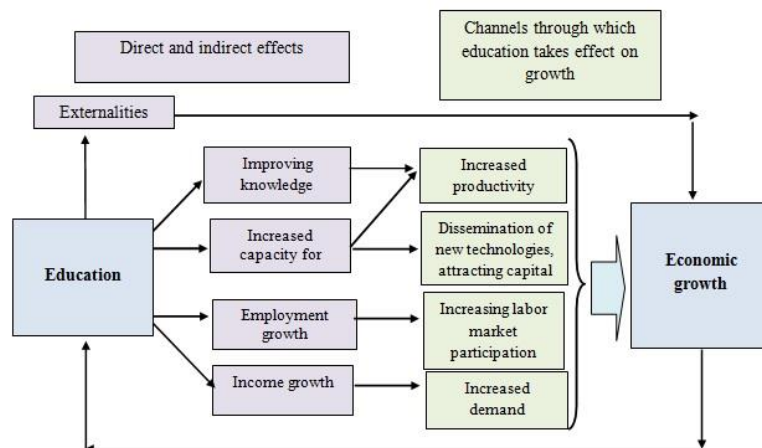 Direct and indirect effects
Channels through which
education takes effect on
growth
Externalities
Improving
knowledge
Increased
productivity
Increased
capacity for
Dissemination of
new technologies,
attracting capital
Education
Economic
growth
Employment
growth
Increasing labor
market
participation
Income growth
Increased
demand